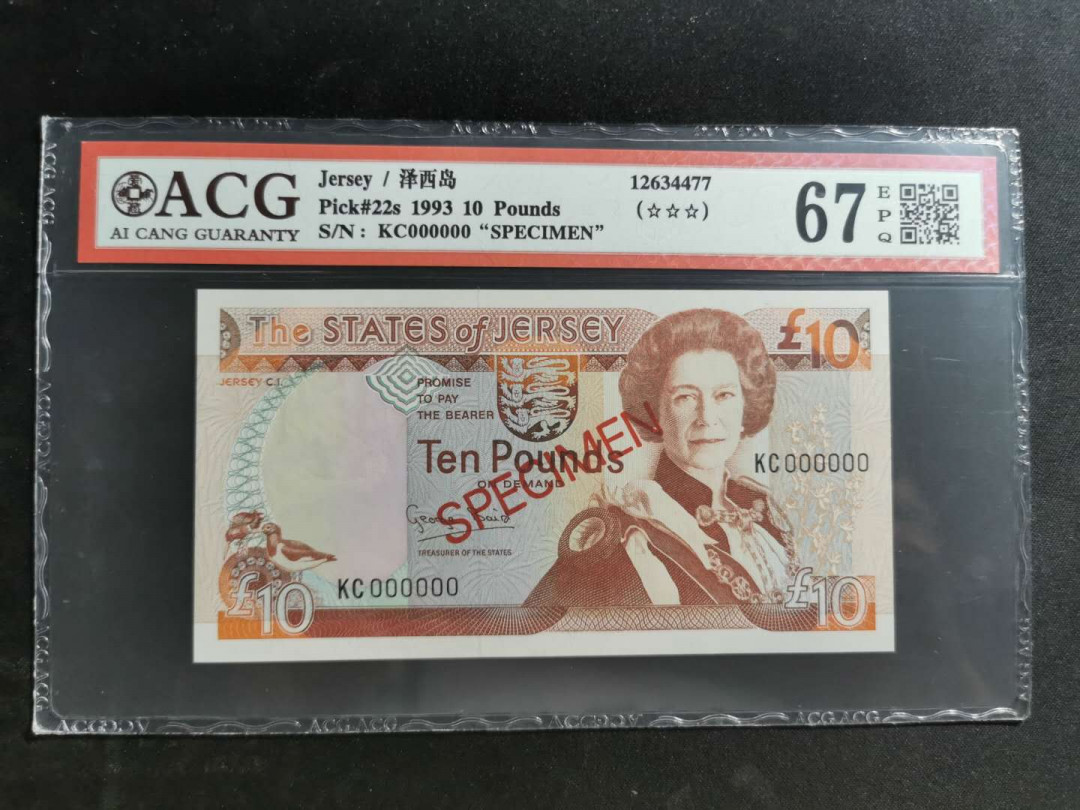 ACG
AI CANG GUARANTY
Jersey / 泽西岛
Pick#22s 1993 10 Pounds
S/N: KC000000 “SPECIMEN”
12634477
(☆☆☆)
67
EPQ
The STATES of JERSEY
£10
JERSEY C.I.
PROMISE
TO PAY
THE BEARER
Ten Pounds
ON DEMAND
SPECIMEN
KC000000
TREASURER OF THE STATES
KC000000
£10
£10